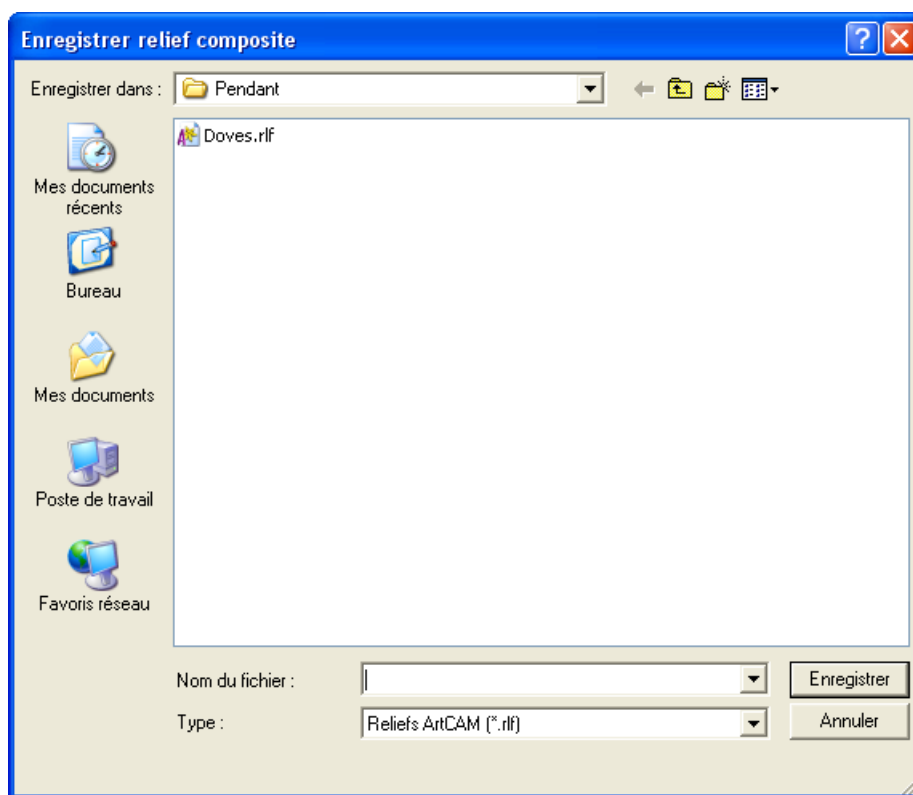 Enregistrer relief composite
Enregistrer dans :
Pendant
Doves.rlf
Mes documents
récents
Bureau
Mes documents
Poste de travail
Favoris réseau
Nom du fichier :
Enregistrer
Type :
Reliefs ArtCAM (*.rlf)
Annuler